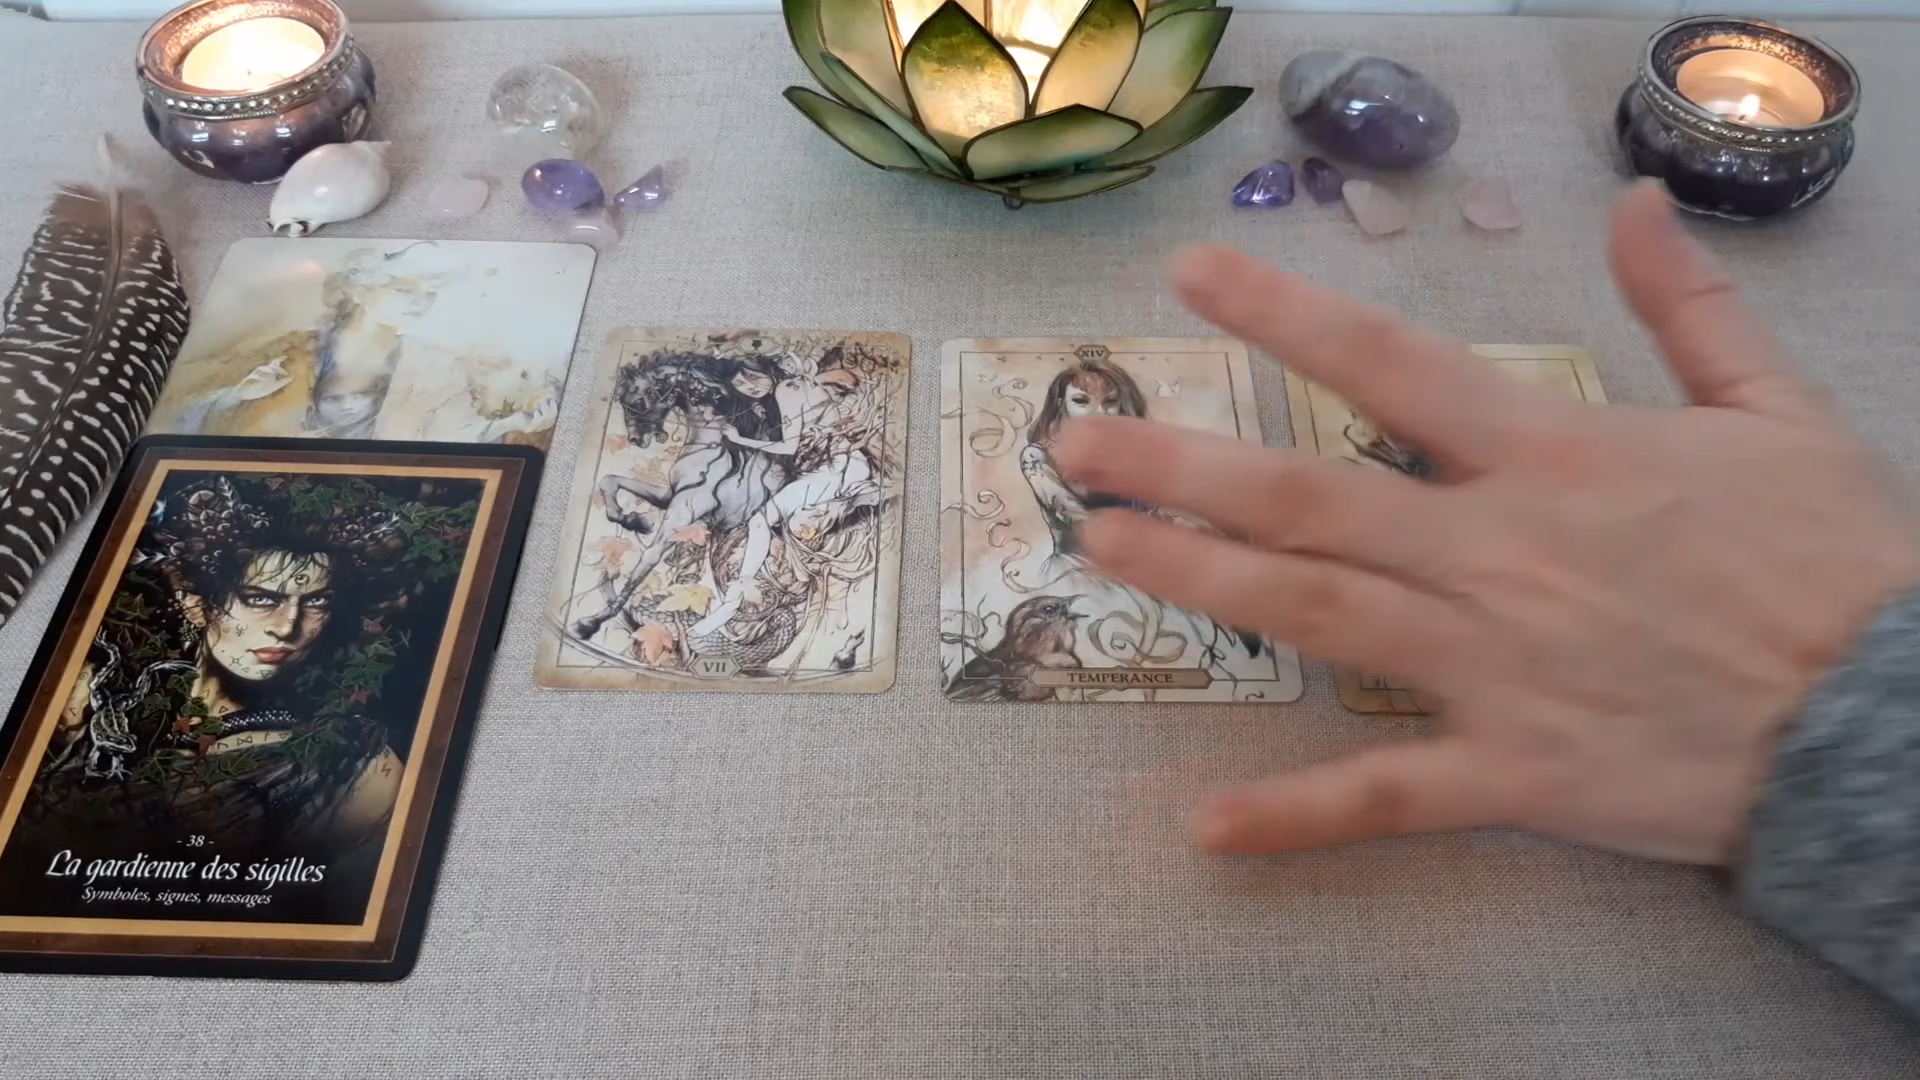 - 38 -
La gardienne des sigilles
Symboles, signes, messages
VII
XIV
TEMPERANCE